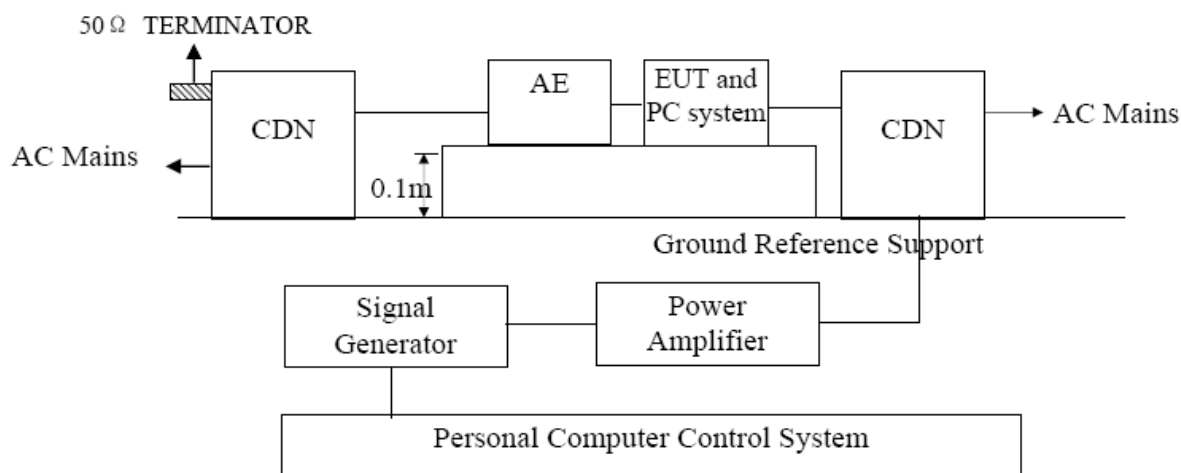 50Ω TERMINATOR
AE
EUT and
PC system
CDN
CDN
AC Mains
AC Mains
0.1m
Ground Reference Support
Signal
Generator
Power
Amplifier
Personal Computer Control System